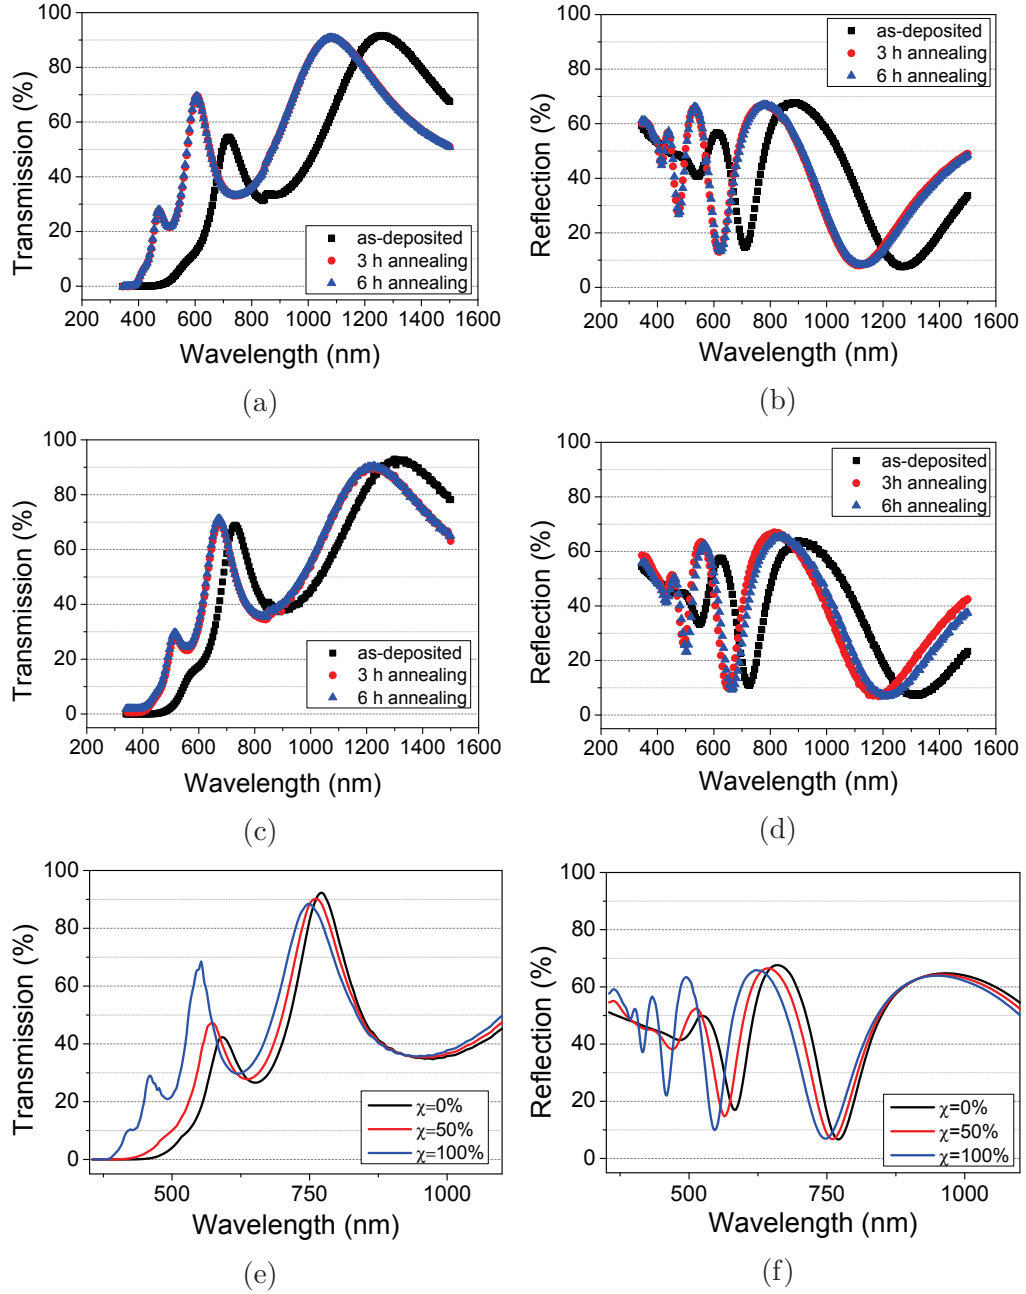 100
80
60
40
20
0
Transmission (%)
as-deposited
3 h annealing
6 h annealing
200 400 600 800 1000 1200 1400 1600
Wavelength (nm)
(a)
100
80
60
40
20
0
Reflection (%)
as-deposited
3 h annealing
6 h annealing
200 400 600 800 1000 1200 1400 1600
Wavelength (nm)
(b)
100
80
60
40
20
0
Transmission (%)
as-deposited
3 h annealing
6 h annealing
200 400 600 800 1000 1200 1400 1600
Wavelength (nm)
(c)
100
80
60
40
20
0
Reflection (%)
as-deposited
3h annealing
6h annealing
200 400 600 800 1000 1200 1400 1600
Wavelength (nm)
(d)
100
80
60
40
20
0
Transmission (%)
χ=0%
χ=50%
χ=100%
500 750 1000
Wavelength (nm)
(e)
100
80
60
40
20
0
Reflection (%)
χ=0%
χ=50%
χ=100%
500 750 1000
Wavelength (nm)
(f)